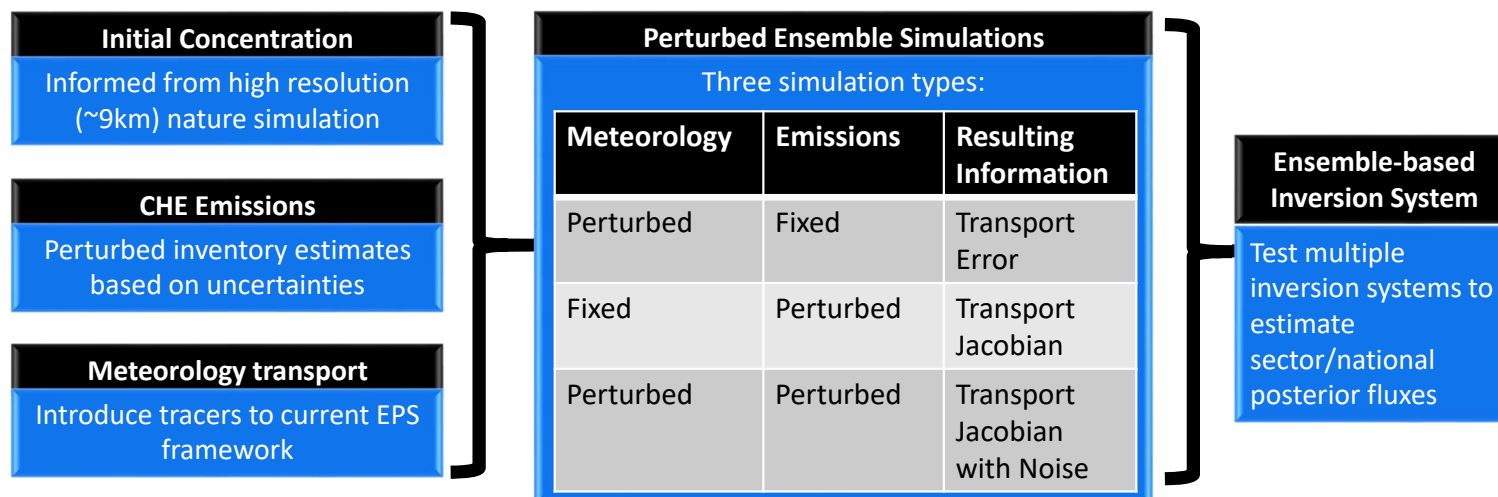 Initial Concentration
Informed from high resolution
(~9km) nature simulation
CHE Emissions
Perturbed inventory estimates
based on uncertainties
Meteorology transport
Introduce tracers to current EPS
framework
Perturbed Ensemble Simulations
Three simulation types:
Meteorology Emissions Resulting
Information
Perturbed Fixed Transport
Error
Fixed Perturbed Transport
Jacobian
Perturbed Perturbed Transport
Jacobian
with Noise
Ensemble-based
Inversion System
Test multiple
inversion systems to
estimate
sector/national
posterior fluxes